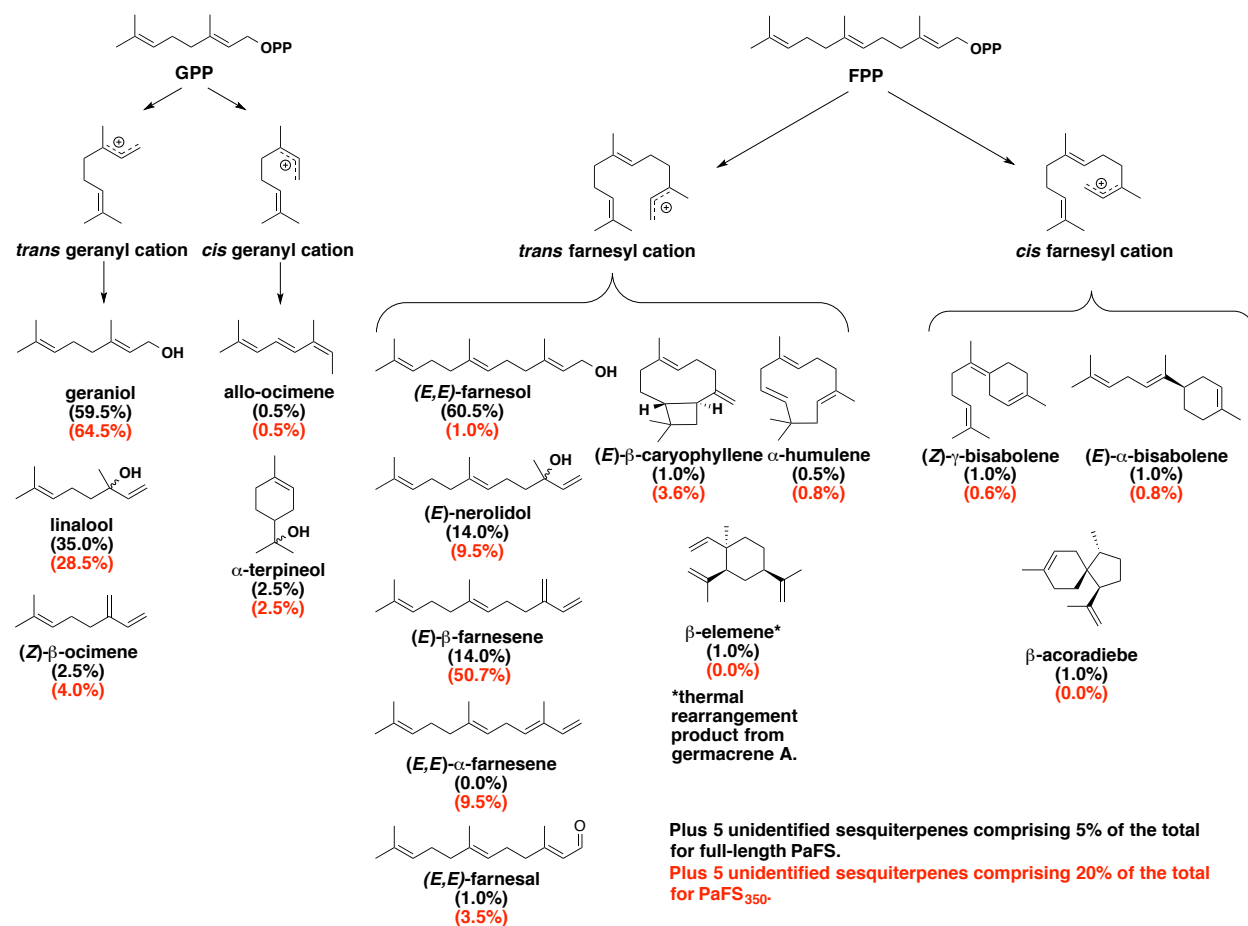 OPP
GPP
OPP
FPP
trans geranyl cation
cis geranyl cation
trans farnesyl cation
cis farnesyl cation
OH
geraniol
(59.5%)
(64.5%)
OH
linalool
(35.0%)
(28.5%)
(Z)-β-ocimene
(2.5%)
(4.0%)
allo-ocimene
(0.5%)
(0.5%)
OH
α-terpineol
(2.5%)
(2.5%)
OH
(E,E)-farnesol
(60.5%)
(1.0%)
OH
(E)-nerolidol
(14.0%)
(9.5%)
(E)-β-farnesene
(14.0%)
(50.7%)
(E,E)-α-farnesene
(0.0%)
(9.5%)
O
(E,E)-farnesal
(1.0%)
(3.5%)
H
H
(E)-β-caryophyllene
(1.0%)
(3.6%)
α-humulene
(0.5%)
(0.8%)
β-elemene*
(1.0%)
(0.0%)
*thermal
rearrangement
product from
germacrene A.
(Z)-γ-bisabolene
(1.0%)
(0.6%)
(E)-α-bisabolene
(1.0%)
(0.8%)
β-acoradiebe
(1.0%)
(0.0%)
Plus 5 unidentified sesquiterpenes comprising 5% of the total
for full-length PaFS.
Plus 5 unidentified sesquiterpenes comprising 20% of the total
for PaFS350.